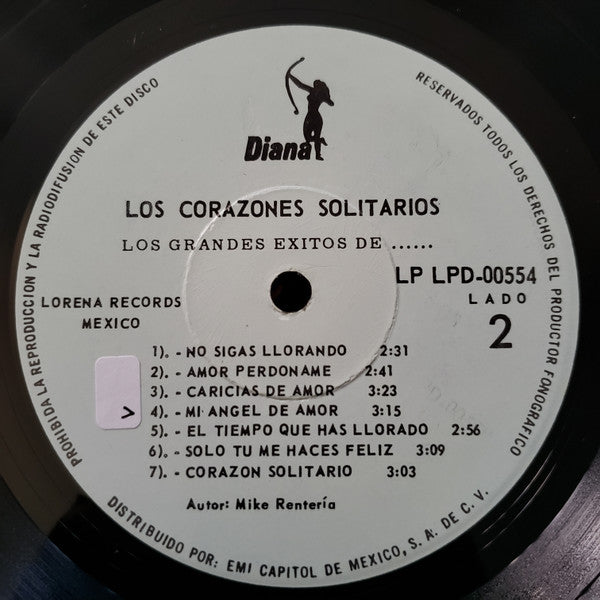 PROHIBIDA LA REPRODUCCION Y LA RADIODIFUSION DE ESTE DISCO
RESERVADOS TODOS LOS DERECHOS DEL PRODUCTOR FONOGRAFICO
Diana
LOS CORAZONES SOLITARIOS
LOS GRANDES EXITOS DE ......
LP LPD-00554
LORENA RECORDS
MEXICO
LADO
2
1). - NO SIGAS LLORANDO 2:31
2). - AMOR PERDONAME 2:41
3). - CARICIAS DE AMOR 3:23
4). - MI ANGEL DE AMOR 3:15
5). - EL TIEMPO QUE HAS LLORADO 2:56
6). - SOLO TU ME HACES FELIZ 3:09
7). - CORAZON SOLITARIO 3:03
>
Autor: Mike Rentería
DISTRIBUIDO POR: EMI CAPITOL DE MEXICO, S. A. DE C. V.